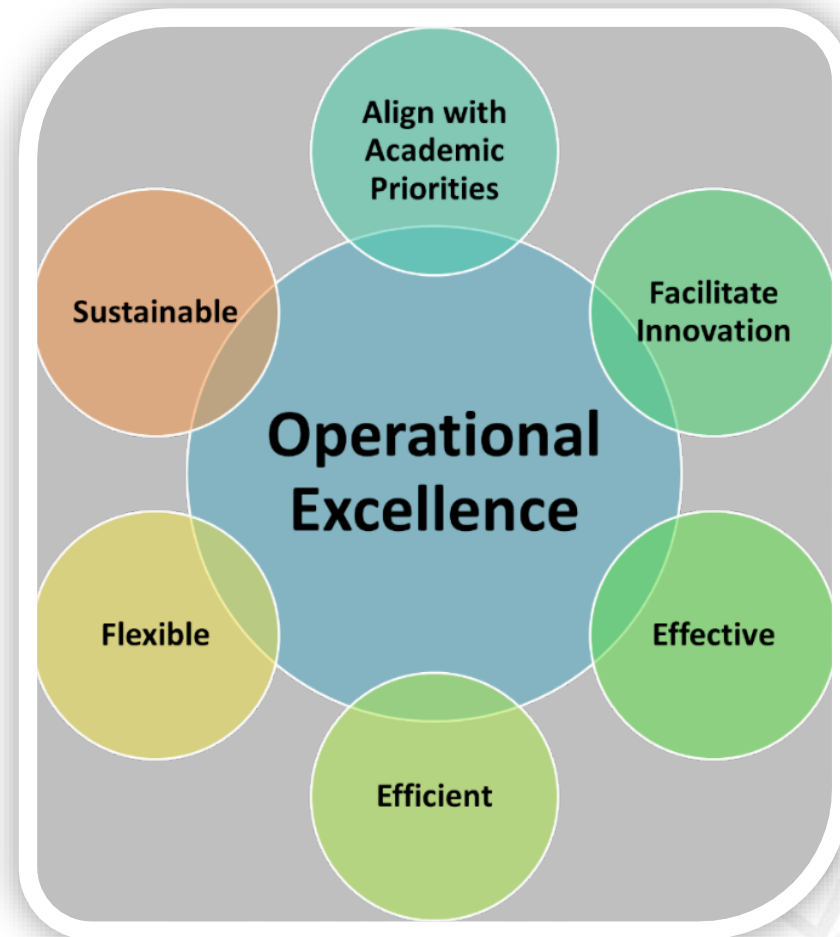 Align with
Academic
Priorities
Sustainable
Facilitate
Innovation
Operational
Excellence
Flexible
Effective
Efficient